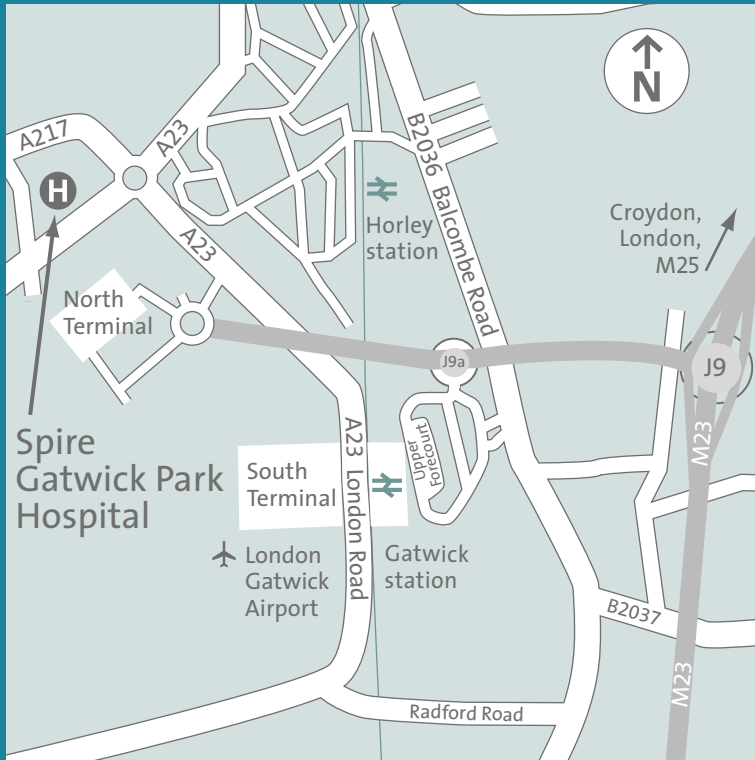 N
A217
A23
B2036 Balcombe Road
H
Horley
station
Croydon,
London,
M25
A23
North
Terminal
J9a
J9
Spire
Gatwick Park
Hospital
A23 London Road
Upper
Forecourt
M23
South
Terminal
London
Gatwick
Airport
Gatwick
station
B2037
M23
Radford Road